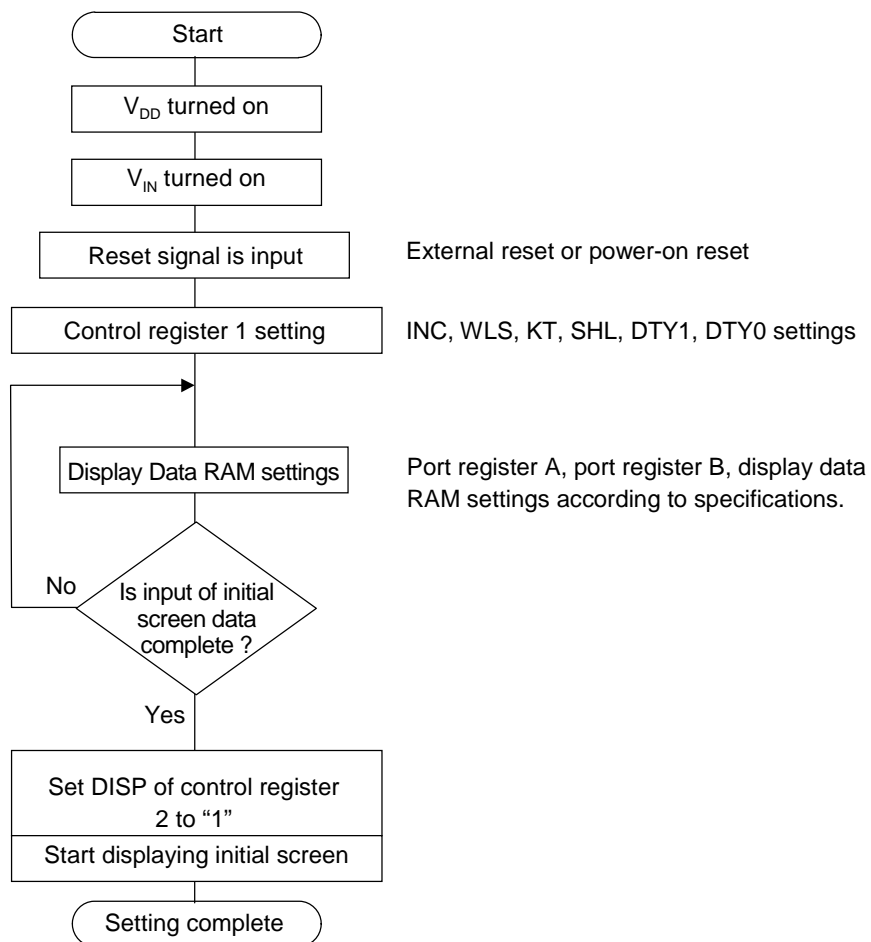 Start
V_DD turned on
V_IN turned on
Reset signal is input
External reset or power-on reset
Control register 1 setting
INC, WLS, KT, SHL, DTY1, DTY0 settings
Display Data RAM settings
Port register A, port register B, display data
RAM settings according to specifications.
No
Is input of initial
screen data
complete ?
Yes
Set DISP of control register
2 to “1”
Start displaying initial screen
Setting complete